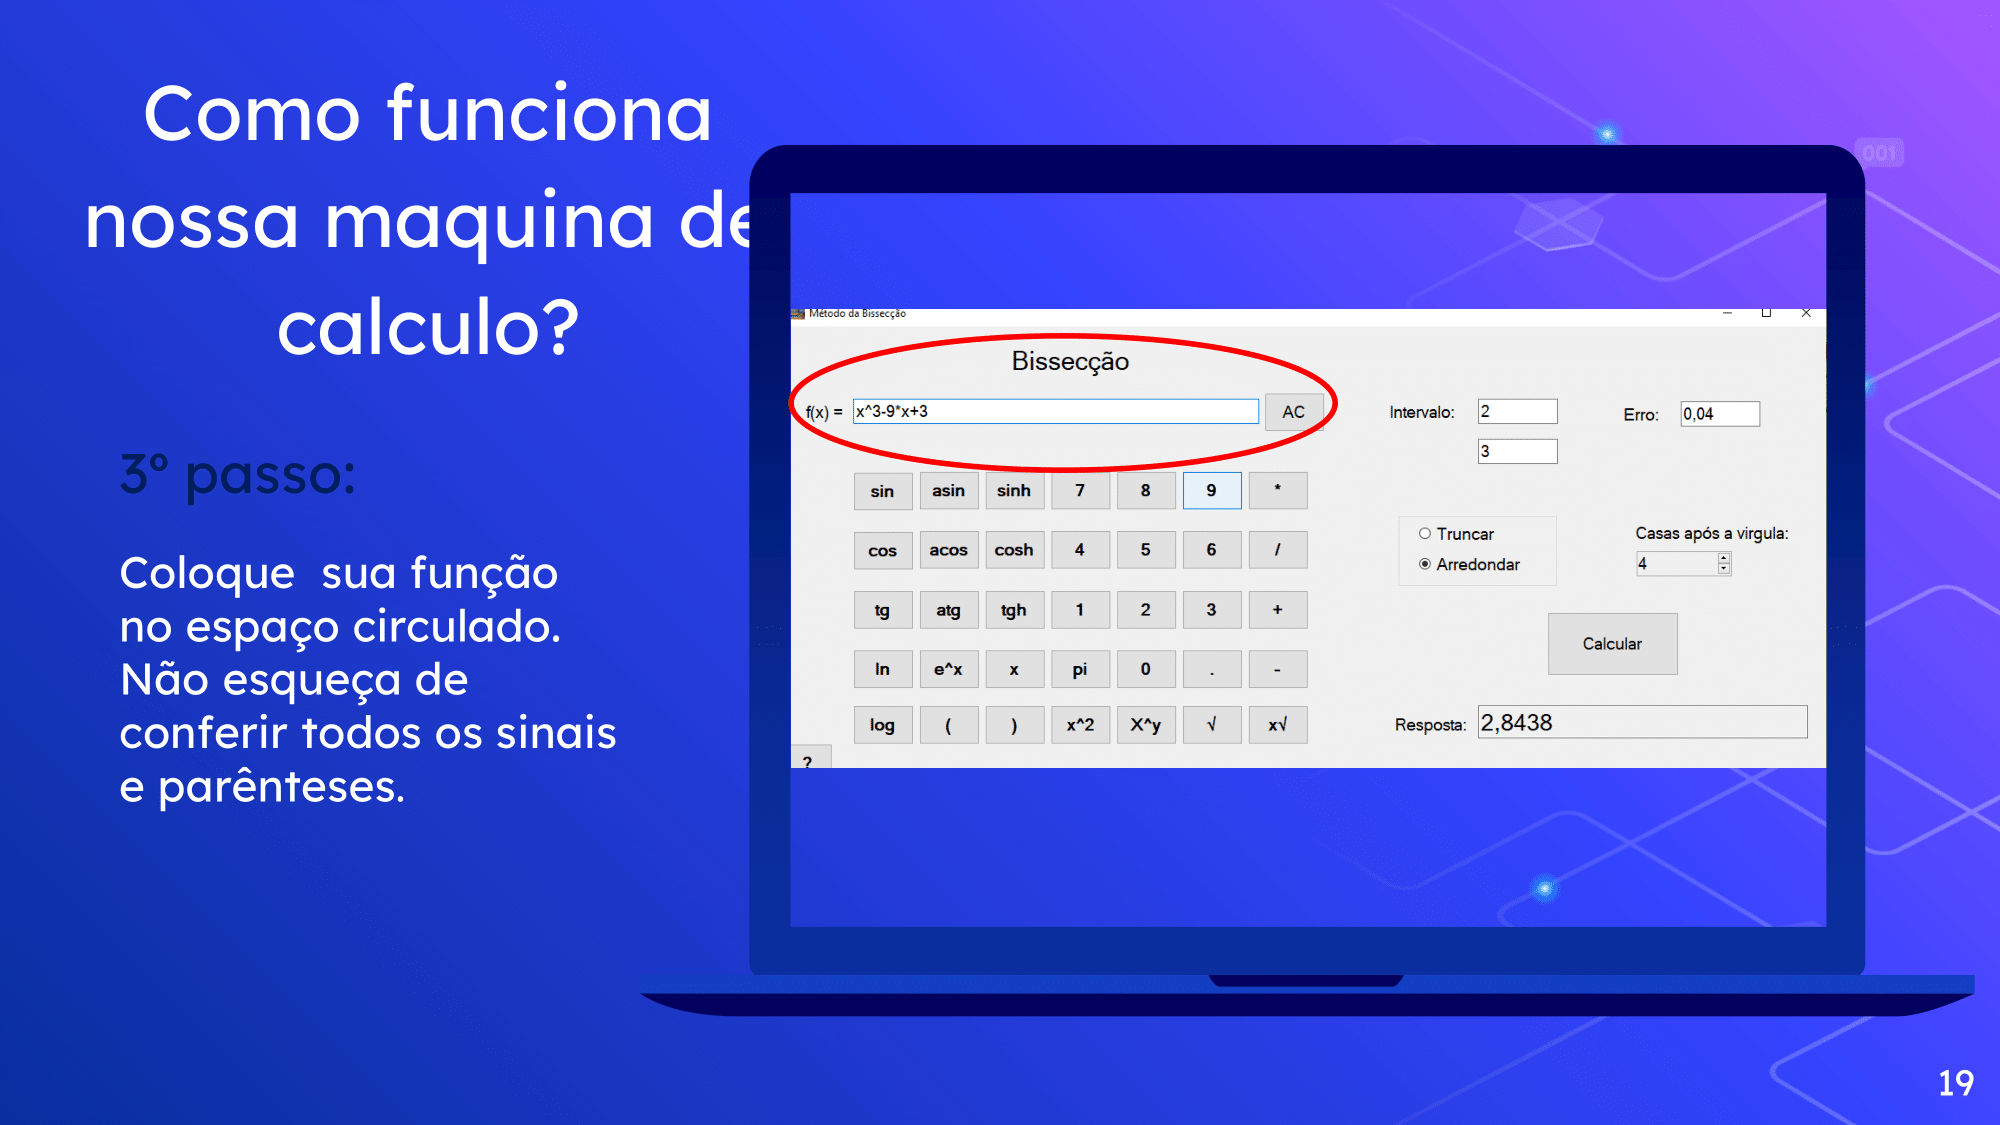 Como funciona
nossa maquina de
calculo?
3º passo:
Coloque  sua função
no espaço circulado.
Não esqueça de
conferir todos os sinais
e parênteses.
001
Método da Bissecção
Bissecção
f(x) = x^3-9*x+3 AC
Intervalo: 2
3
Erro: 0,04
sin asin sinh 7 8 9 *
cos acos cosh 4 5 6 /
tg atg tgh 1 2 3 +
ln e^x x pi 0 . -
log ( ) x^2 X^y √ x√
?
Truncar
Arredondar
Casas após a virgula:
4
Calcular
Resposta: 2,8438
19